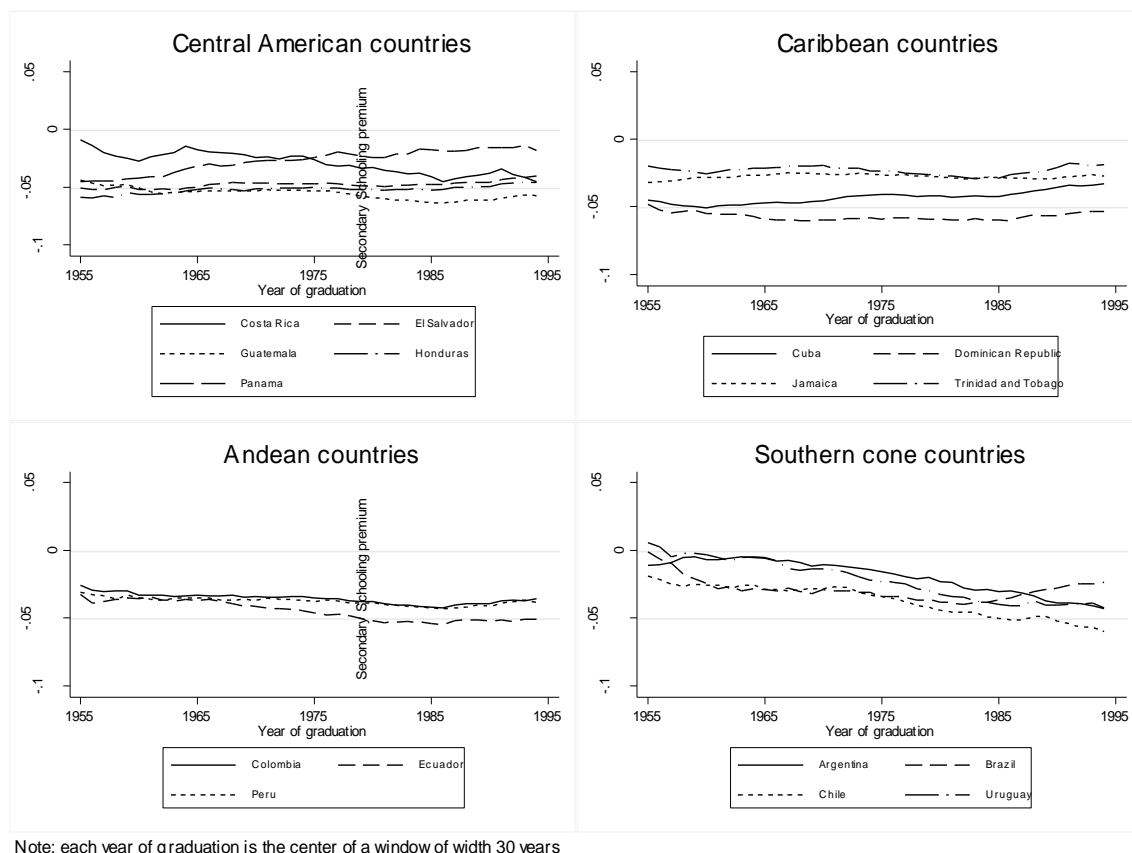 Central American countries
.05
0
-.05
-.1
Secondary Schooling premium
1955 1965 1975 1985 1995
Year of graduation
Costa Rica El Salvador
Guatemala Honduras
Panama
Caribbean countries
.05
0
-.05
-.1
1955 1965 1975 1985 1995
Year of graduation
Cuba Dominican Republic
Jamaica Trinidad and Tobago
Andean countries
.05
0
-.05
-.1
Secondary Schooling premium
1955 1965 1975 1985 1995
Year of graduation
Colombia Ecuador
Peru
Southern cone countries
.05
0
-.05
-.1
1955 1965 1975 1985 1995
Year of graduation
Argentina Brazil
Chile Uruguay
Note: each year of graduation is the center of a window of width 30 years